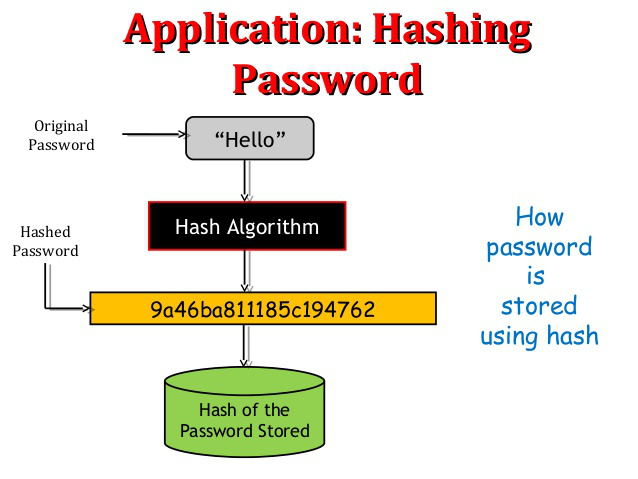 Application: Hashing
Password
Original
Password
“Hello”
Hash Algorithm
Hashed
Password
9a46ba811185c194762
Hash of the
Password Stored
How
password
is
stored
using hash